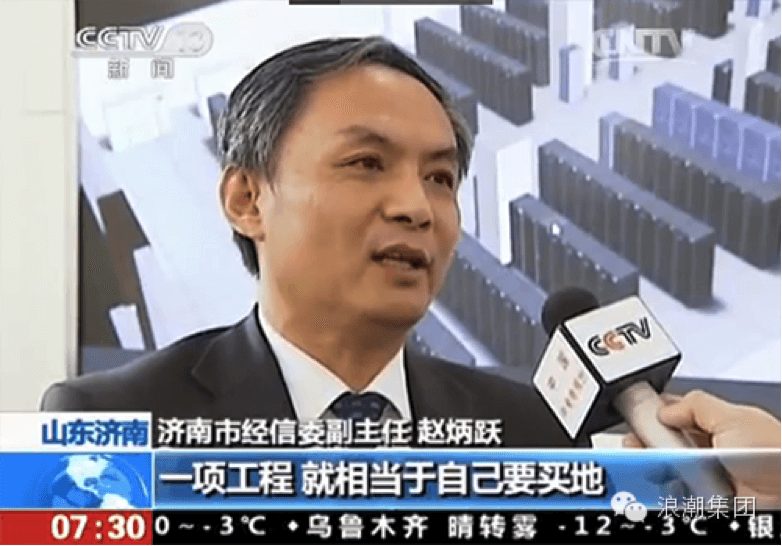 CCTV 13
新闻
CNTV
CCTV
山东济南
济南市经信委副主任 赵炳跃
一项工程 就相当于自己要买地
浪潮集团
07:30
0~-3℃ ◆乌鲁木齐 晴转雾 -12~-3℃ ◆银